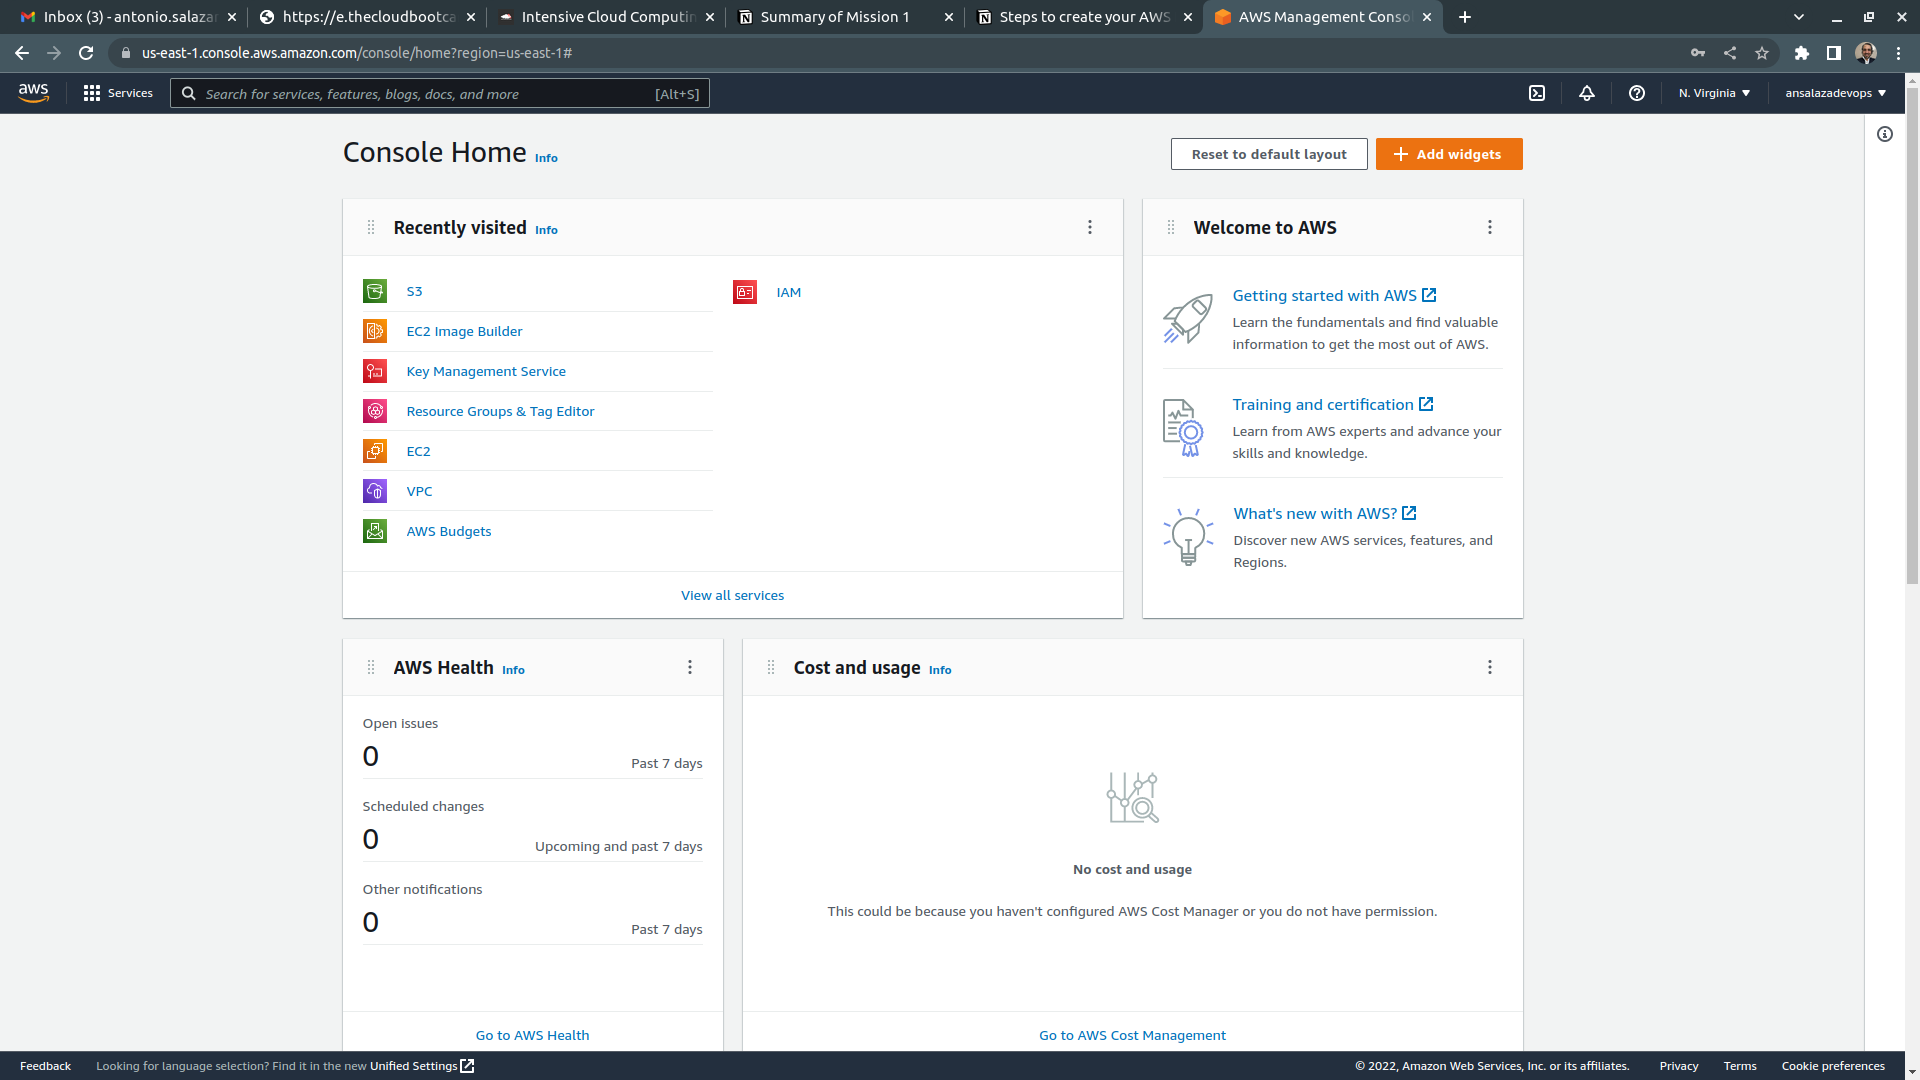 Inbox (3) - antonio.salaza
https://e.thecloudbootca
Intensive Cloud Computin
Summary of Mission 1
Steps to create your AWS
AWS Management Conso
us-east-1.console.aws.amazon.com/console/home?region=us-east-1#
aws
Services
Search for services, features, blogs, docs, and more
[Alt+S]
N. Virginia
ansalazadevops
Console Home Info
Reset to default layout
Add widgets
Recently visited Info
S3
EC2 Image Builder
Key Management Service
Resource Groups & Tag Editor
EC2
VPC
AWS Budgets
IAM
View all services
Welcome to AWS
Getting started with AWS
Learn the fundamentals and find valuable
information to get the most out of AWS.
Training and certification
Learn from AWS experts and advance your
skills and knowledge.
What's new with AWS?
Discover new AWS services, features, and
Regions.
AWS Health Info
Open issues
0
Past 7 days
Scheduled changes
0
Upcoming and past 7 days
Other notifications
0
Past 7 days
Go to AWS Health
Cost and usage Info
No cost and usage
This could be because you haven't configured AWS Cost Manager or you do not have permission.
Go to AWS Cost Management
Feedback
Looking for language selection? Find it in the new Unified Settings
© 2022, Amazon Web Services, Inc. or its affiliates.
Privacy
Terms
Cookie preferences